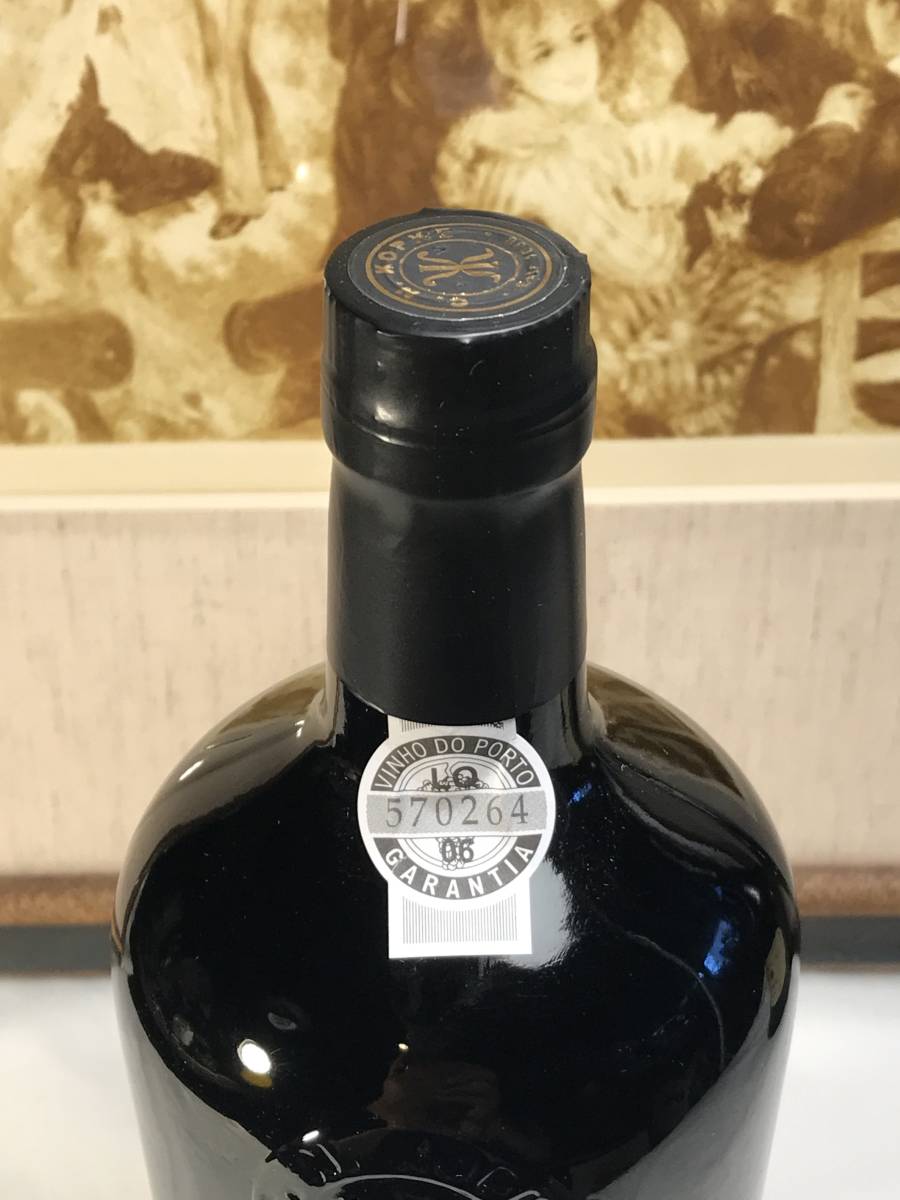 KOPKE
VINHO DO PORTO
LQ
570264
06
GARANTIA